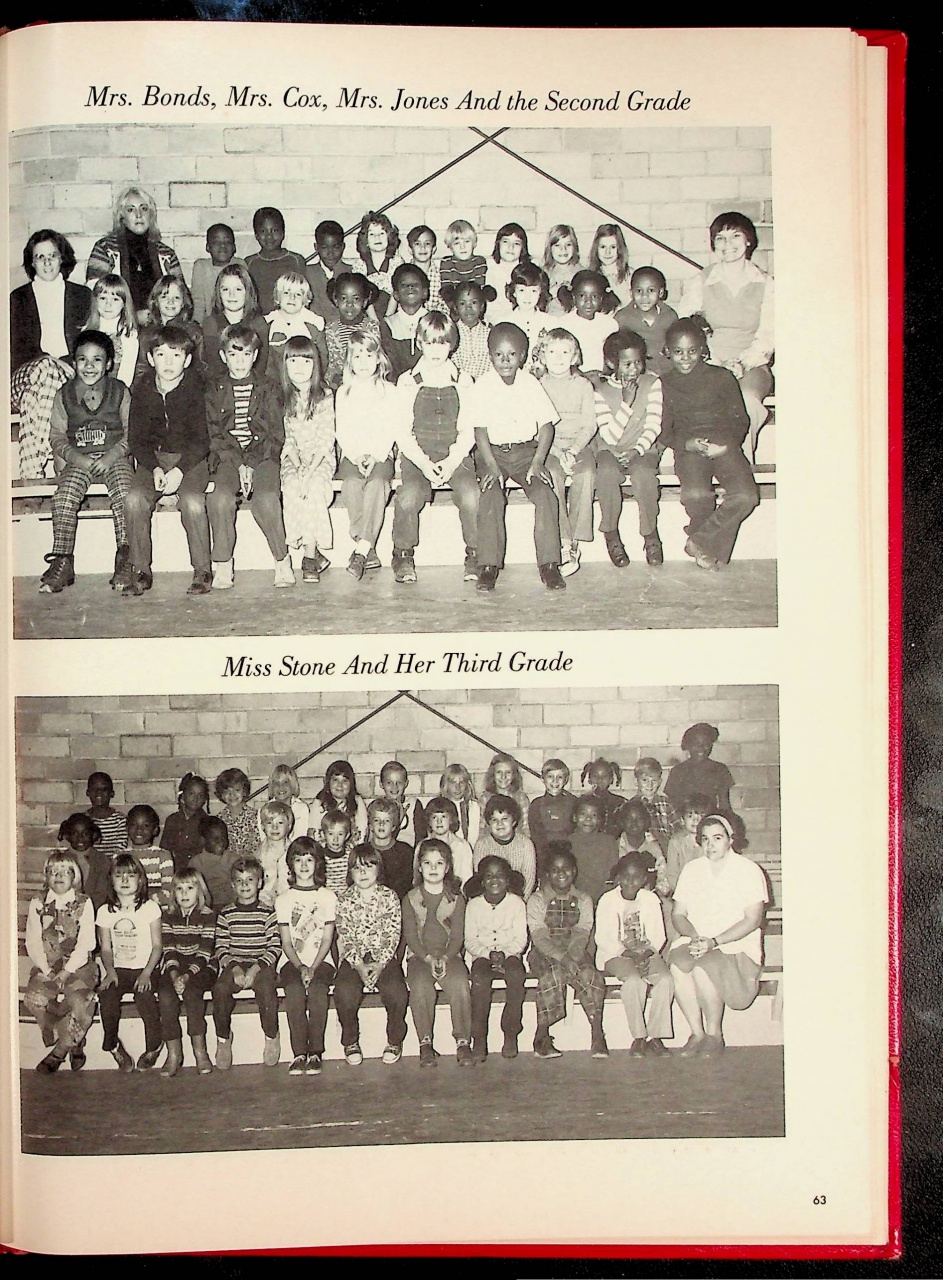 Mrs. Bonds, Mrs. Cox, Mrs. Jones And the Second Grade
Miss Stone And Her Third Grade
63